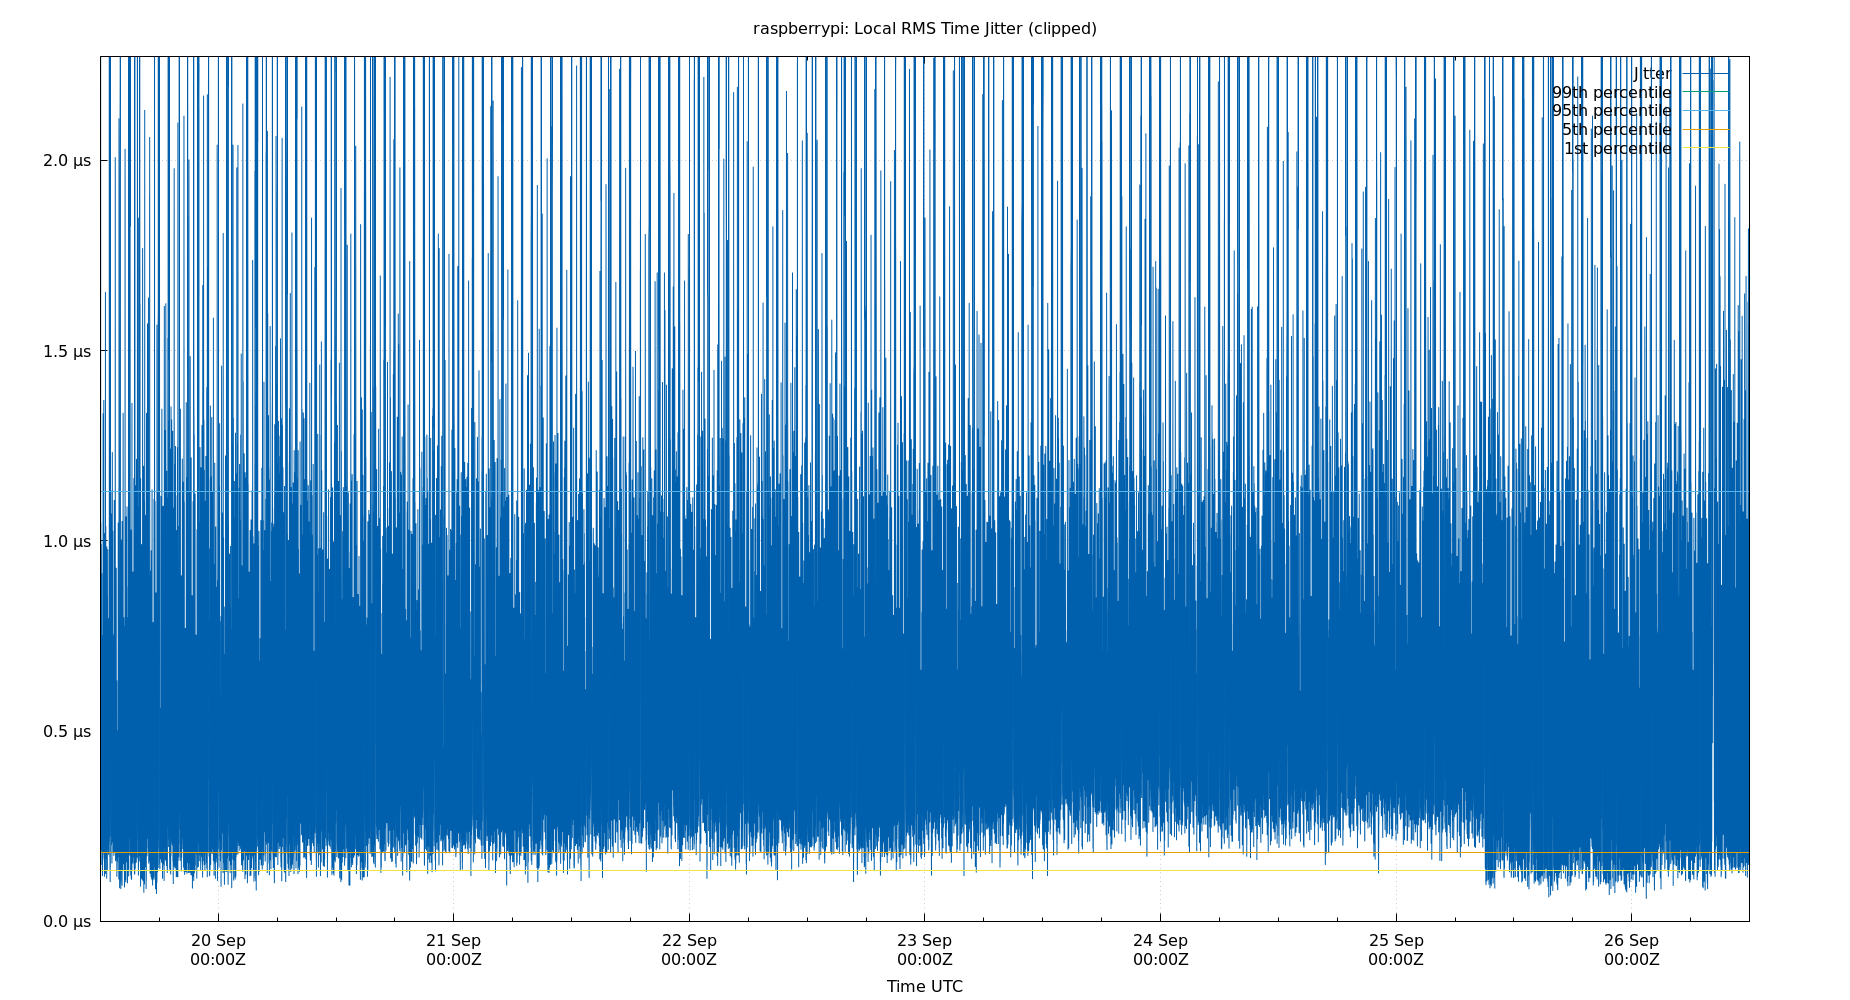 raspberrypi: Local RMS Time Jitter (clipped)
Jitter
99th percentile
95th percentile
5th percentile
1st percentile
2.0 μs
1.5 μs
1.0 μs
0.5 μs
0.0 μs
20 Sep 21 Sep 22 Sep 23 Sep 24 Sep 25 Sep 26 Sep
00:00Z 00:00Z 00:00Z 00:00Z 00:00Z 00:00Z 00:00Z
Time UTC